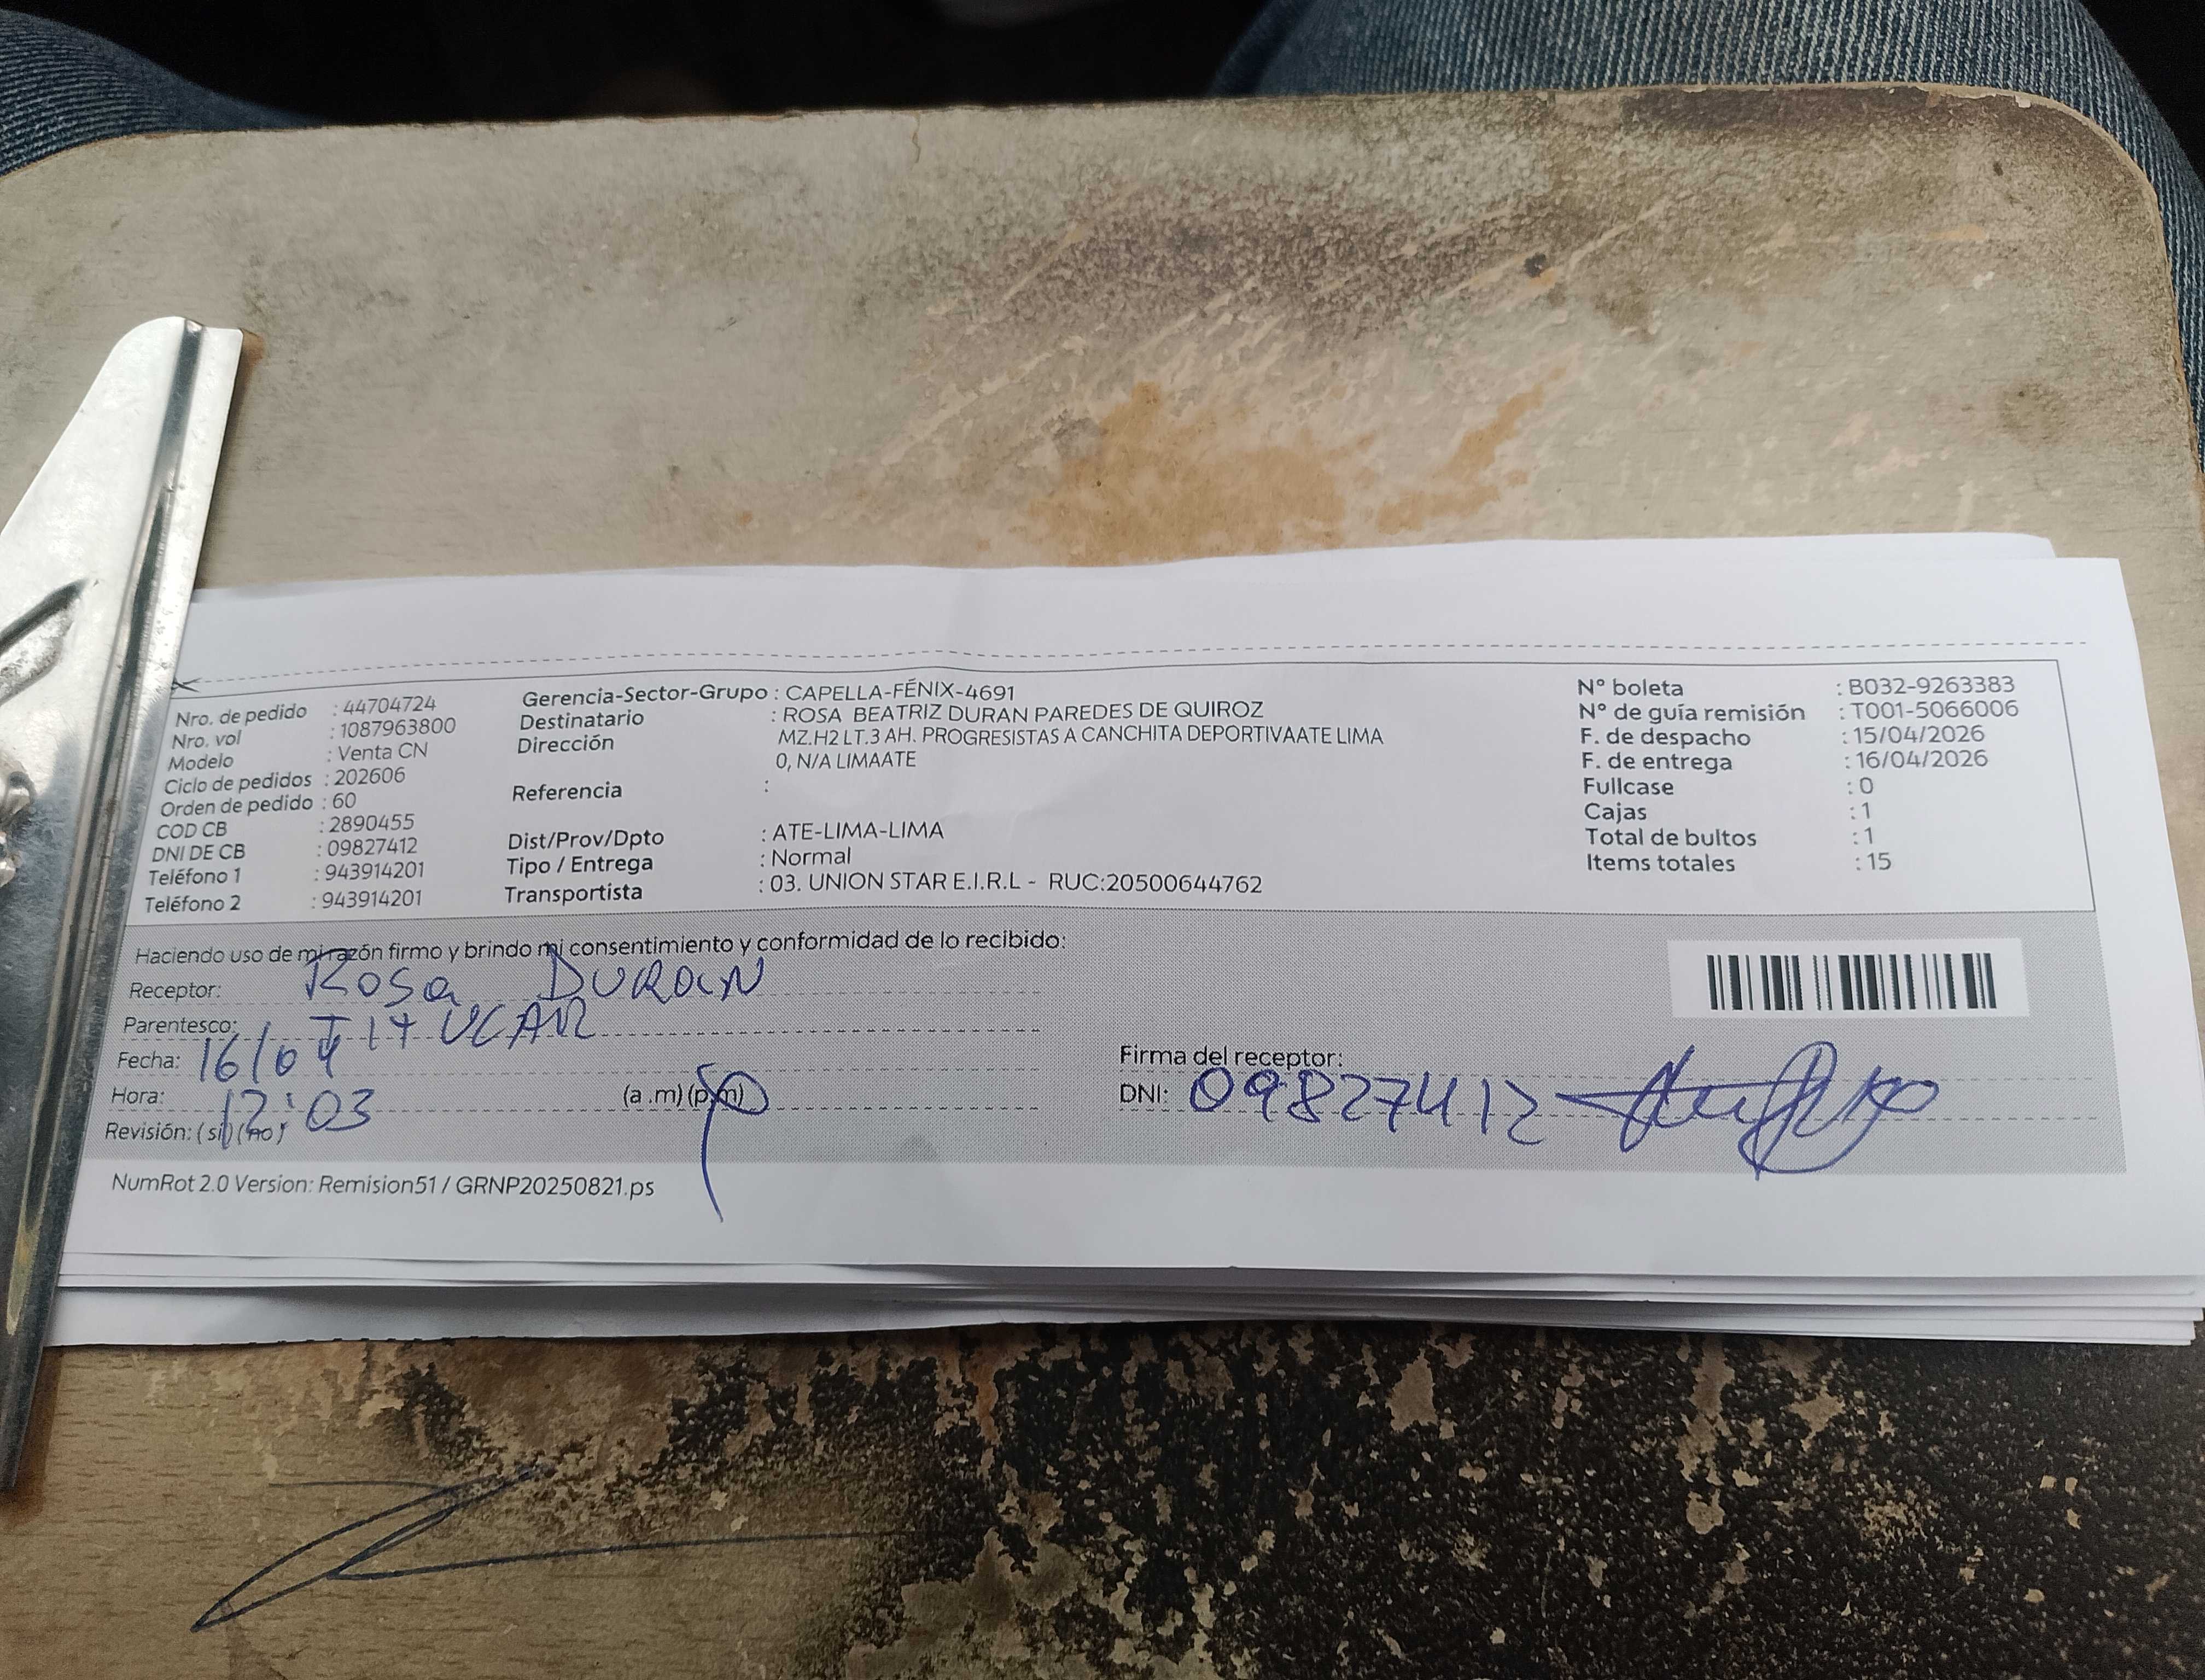 Nro. de pedido : 44704724
Nro. vol : 1087963800
Modelo : Venta CN
Ciclo de pedidos : 202606
Orden de pedido : 60
COD CB : 2890455
DNI DE CB : 09827412
Teléfono 1 : 943914201
Teléfono 2 : 943914201
Gerencia-Sector-Grupo : CAPELLA-FÉNIX-4691
Destinatario : ROSA BEATRIZ DURAN PAREDES DE QUIROZ
Dirección MZ.H2 LT.3 AH. PROGRESISTAS A CANCHITA DEPORTIVAATE LIMA
0, N/A LIMAATE
Referencia :
Dist/Prov/Dpto : ATE-LIMA-LIMA
Tipo / Entrega : Normal
Transportista : 03. UNION STAR E.I.R.L - RUC:20500644762
N° boleta : B032-9263383
N° de guía remisión : T001-5066006
F. de despacho : 15/04/2026
F. de entrega : 16/04/2026
Fullcase : 0
Cajas : 1
Total de bultos : 1
Items totales : 15
Haciendo uso de mi razón firmo y brindo mi consentimiento y conformidad de lo recibido:
Receptor: Rosa DURAN
Parentesco: TITULAR
Fecha: 16/04
Hora: 12:03 (a.m) (p.m)
Revisión: (si) (no)
Firma del receptor:
DNI: 09827412
NumRot 2.0 Version: Remision51 / GRNP20250821.ps